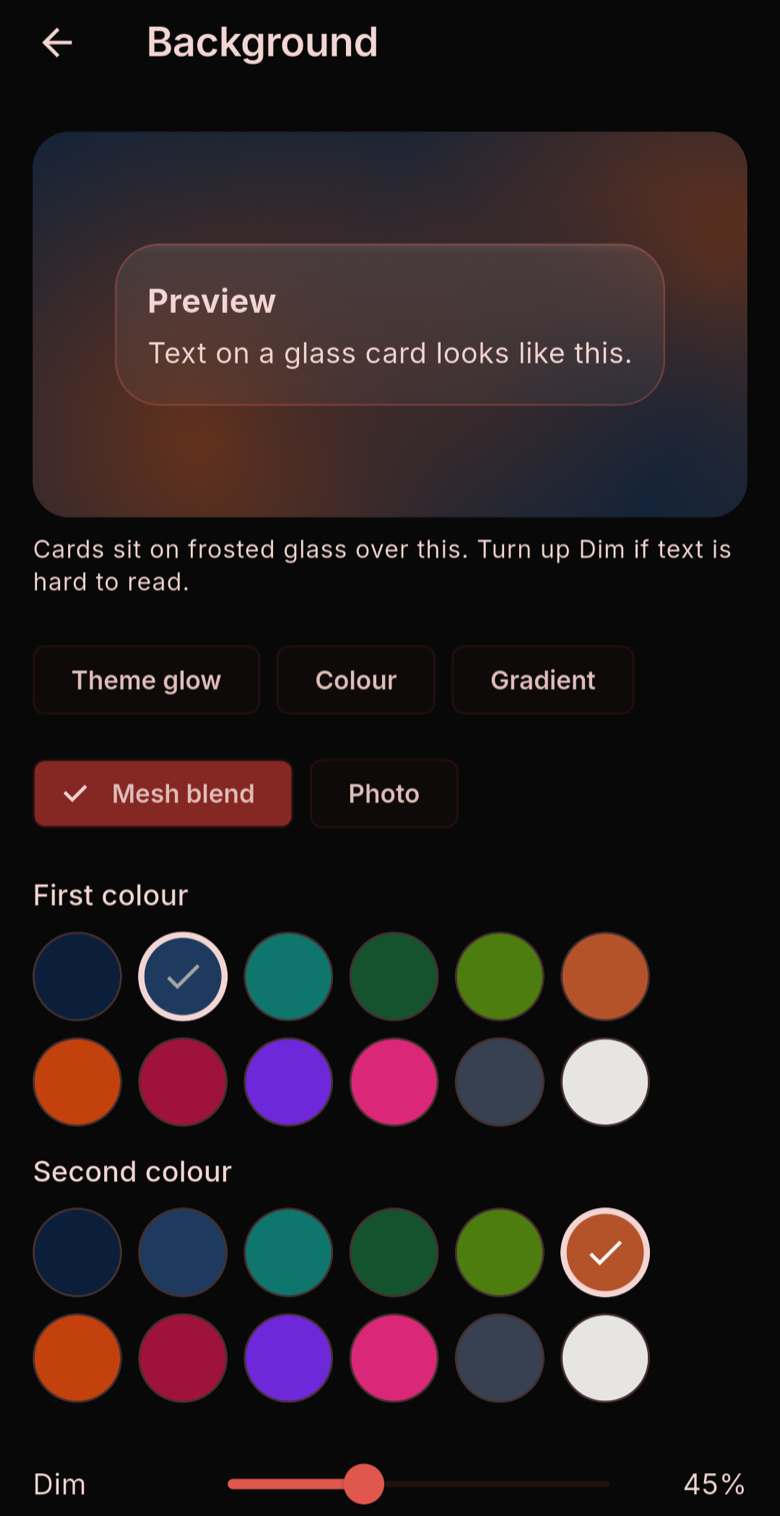 Background
Preview
Text on a glass card looks like this.
Cards sit on frosted glass over this. Turn up Dim if text is
hard to read.
Theme glow
Colour
Gradient
Mesh blend
Photo
First colour
Second colour
Dim
45%